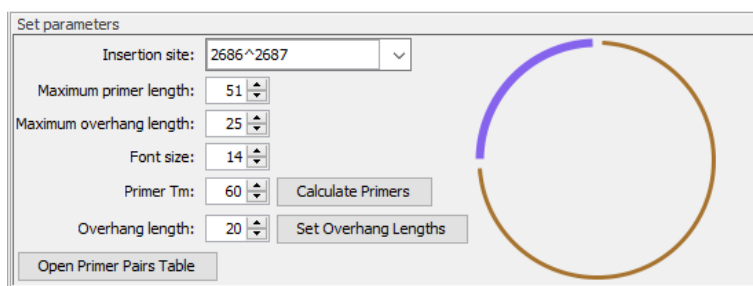 Set parameters
Insertion site: 2686^2687
Maximum primer length: 51
Maximum overhang length: 25
Font size: 14
Primer Tm: 60 Calculate Primers
Overhang length: 20 Set Overhang Lengths
Open Primer Pairs Table